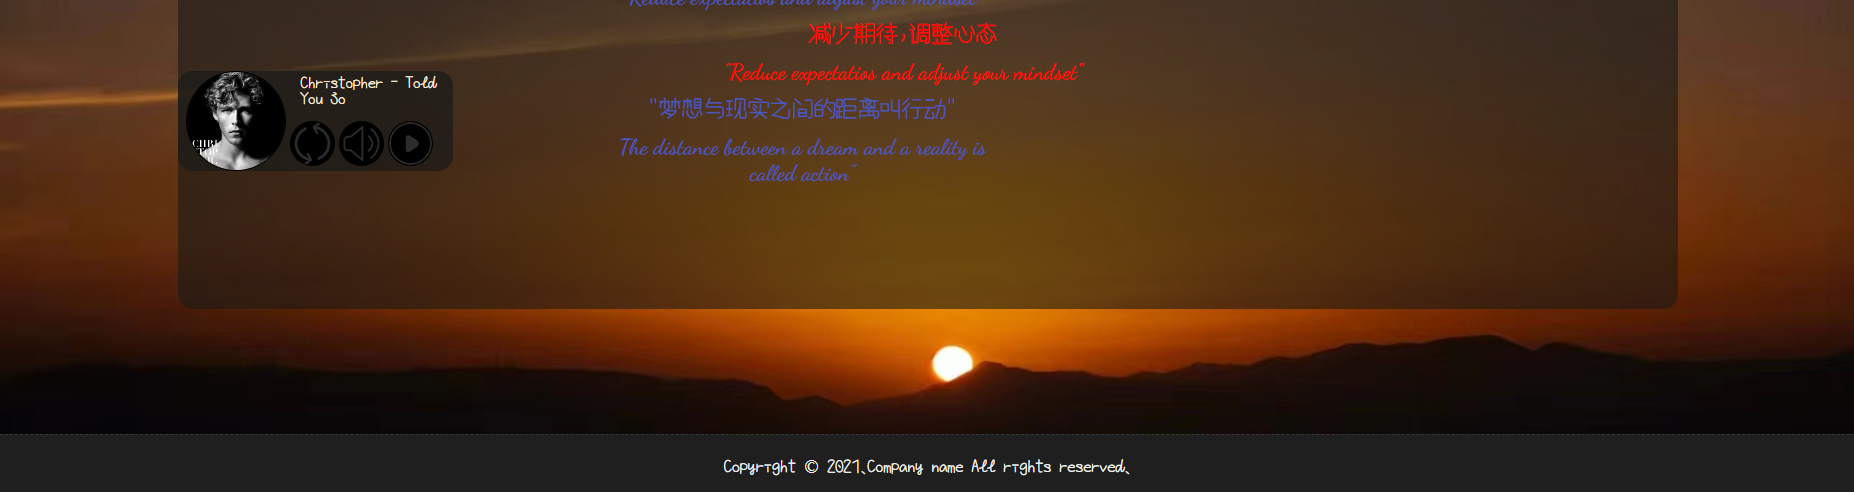 Reduce expectatios and adjust your mindset"
减少期待,调整心态
"Reduce expectatios and adjust your mindset"
Christopher - Told
You So
"梦想与现实之间的距离叫行动"
The distance between a dream and a reality is
called action"
Copyright © 2021.Company name All rights reserved.